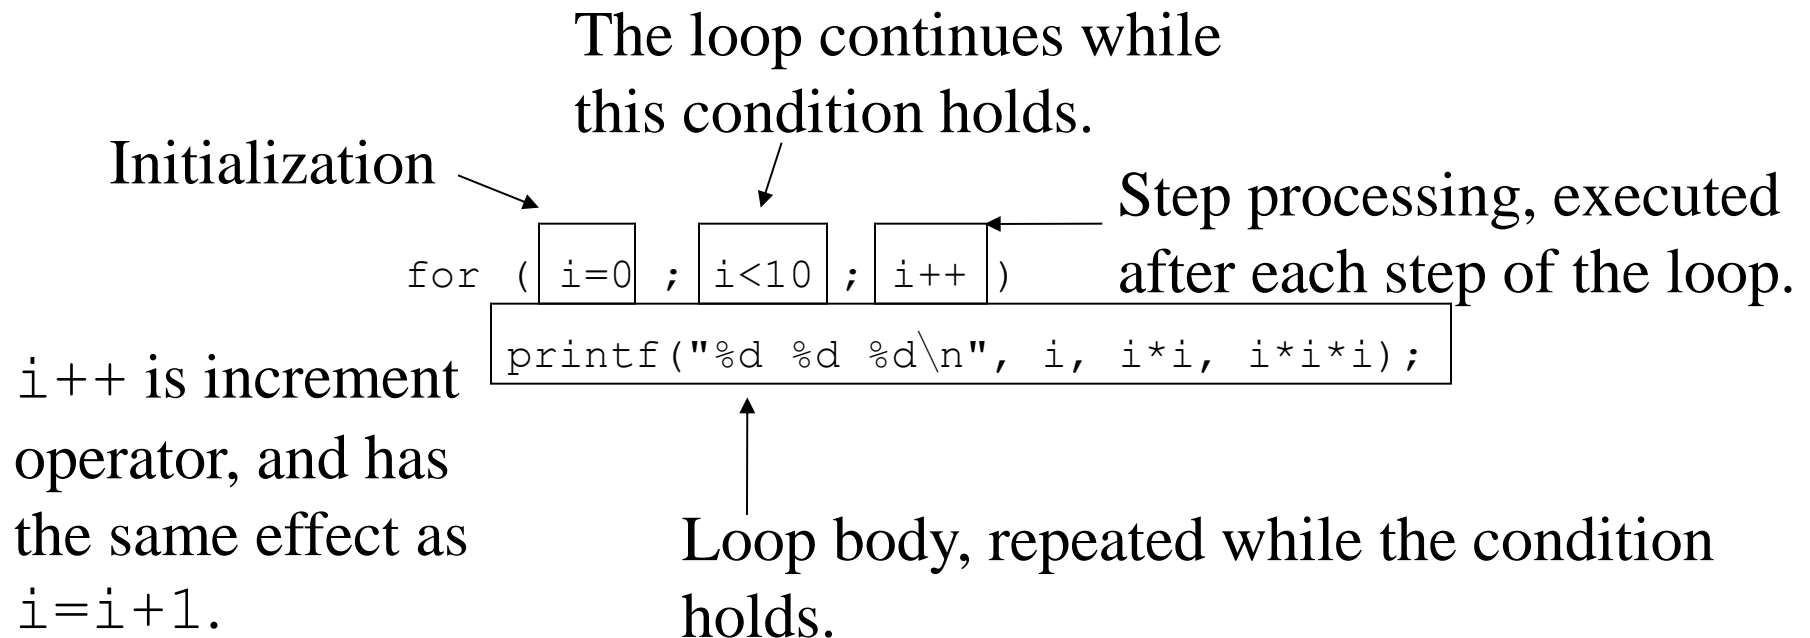 The loop continues while
this condition holds.
Initialization
Step processing, executed
after each step of the loop.
for ( i=0 ; i<10 ; i++ )
printf("%d %d %d\n", i, i*i, i*i*i);
i++ is increment
operator, and has
the same effect as
i=i+1.
Loop body, repeated while the condition
holds.